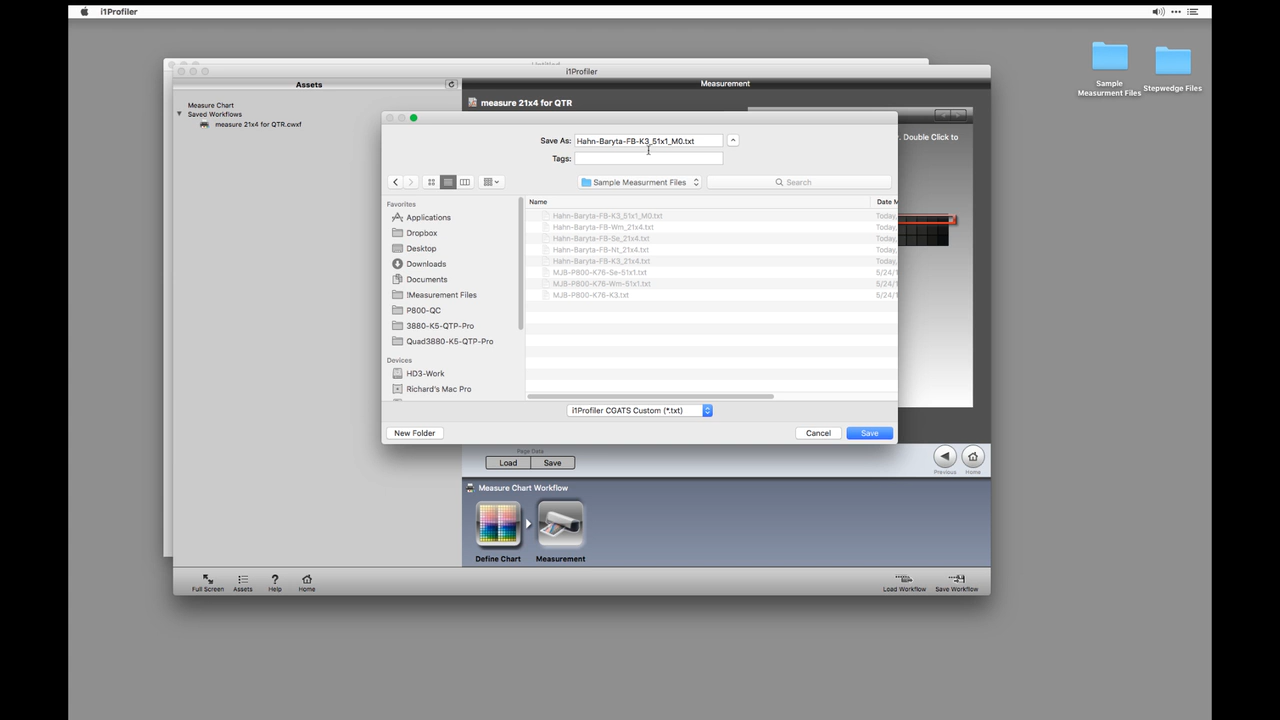 i1Profiler
Sample
Measurment Files
Stepwedge Files
i1Profiler
Assets
Measurement
Measure Chart
Saved Workflows
measure 21x4 for QTR.cwxf
measure 21x4 for QTR
. Double Click to
Save As: Hahn-Baryta-FB-K3_51x1_M0.txt
Tags:
Sample Measurment Files
Search
Favorites
Applications
Dropbox
Desktop
Downloads
Documents
!Measurement Files
P800-QC
3880-K5-QTP-Pro
Quad3880-K5-QTP-Pro
Devices
HD3-Work
Richard's Mac Pro
Name Date M
Hahn-Baryta-FB-K3_51x1_M0.txt Today,
Hahn-Baryta-FB-Wm_21x4.txt Today,
Hahn-Baryta-FB-Se_21x4.txt Today,
Hahn-Baryta-FB-Nt_21x4.txt Today,
Hahn-Baryta-FB-K3_21x4.txt Today,
MJB-P800-K76-Se-51x1.txt 5/24/1
MJB-P800-K76-Wm-51x1.txt 5/24/1
MJB-P800-K76-K3.txt 5/24/1
i1Profiler CGATS Custom (*.txt)
New Folder
Cancel
Save
Page Data
Load
Save
Previous
Home
Measure Chart Workflow
Define Chart
Measurement
Full Screen
Assets
Help
Home
Load Workflow
Save Workflow